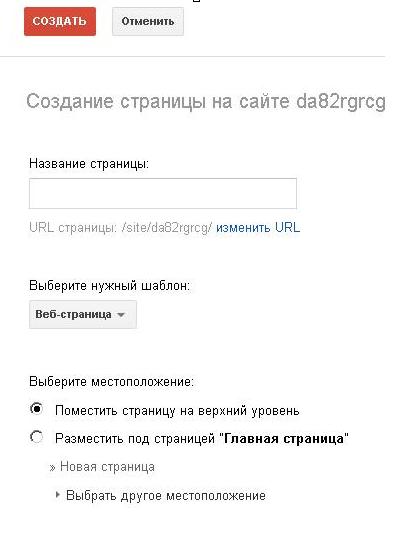 СОЗДАТЬ Отменить
Создание страницы на сайте da82rgrcg
Название страницы:
URL страницы: /site/da82rgrcg/ изменить URL
Выберите нужный шаблон:
Веб-страница
Выберите местоположение:
Поместить страницу на верхний уровень
Разместить под страницей "Главная страница"
» Новая страница
Выбрать другое местоположение